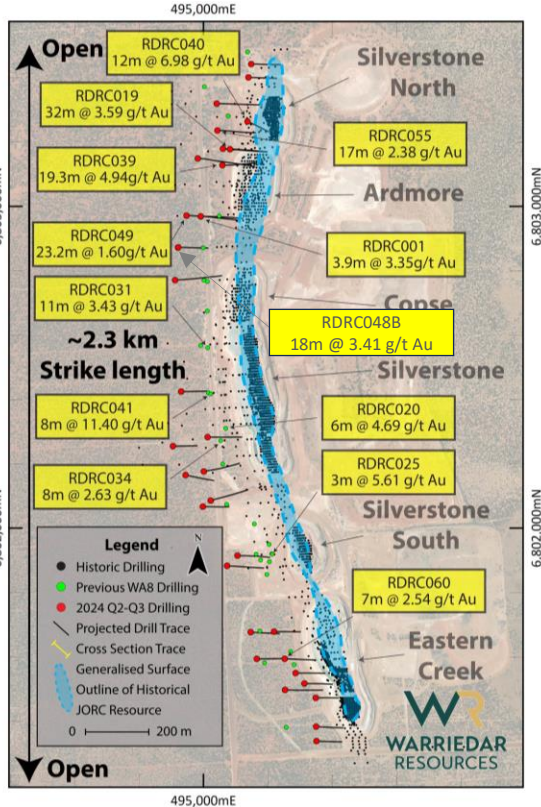 495,000mE
Open
RDRC040
12m @ 6.98 g/t Au
Silverstone
North
RDRC019
32m @ 3.59 g/t Au
RDRC055
17m @ 2.38 g/t Au
RDRC039
19.3m @ 4.94g/t Au
Ardmore
6,803,000mN
RDRC049
23.2m @ 1.60g/t Au
RDRC001
3.9m @ 3.35g/t Au
RDRC031
11m @ 3.43 g/t Au
Copse
RDRC048B
18m @ 3.41 g/t Au
~2.3 km
Strike length
Silverstone
RDRC041
8m @ 11.40 g/t Au
RDRC020
6m @ 4.69 g/t Au
RDRC034
8m @ 2.63 g/t Au
RDRC025
3m @ 5.61 g/t Au
Silverstone
South
6,802,000mN
Legend
N
Historic Drilling
Previous WA8 Drilling
2024 Q2-Q3 Drilling
Projected Drill Trace
Cross Section Trace
Generalised Surface
Outline of Historical
JORC Resource
0 200 m
RDRC060
7m @ 2.54 g/t Au
Eastern
Creek
WR
WARRIEDAR
RESOURCES
Open
495,000mE